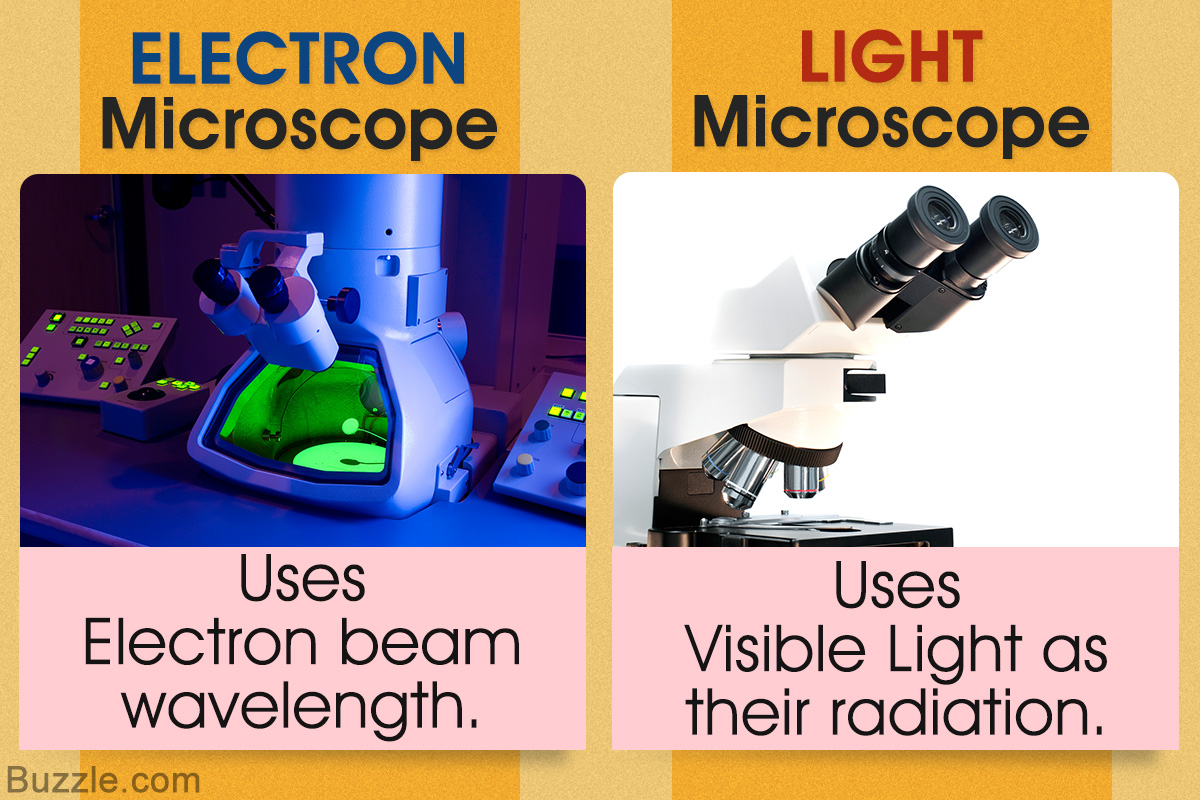 ELECTRON
Microscope
Uses
Electron beam
wavelength.
LIGHT
Microscope
Uses
Visible Light as
their radiation.
Buzzle.com